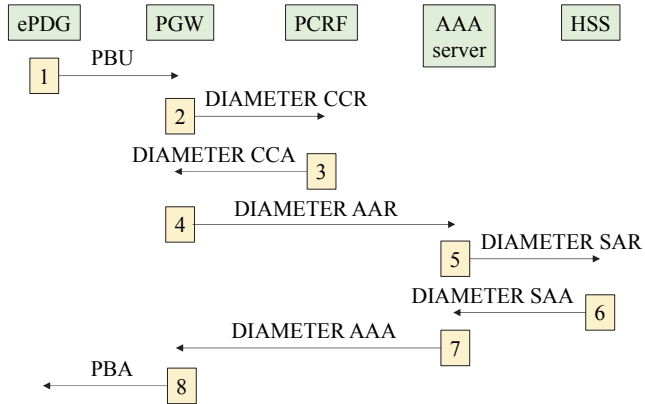 ePDG PGW PCRF AAA server HSS
1 PBU
2 DIAMETER CCR
DIAMETER CCA 3
4 DIAMETER AAR
5 DIAMETER SAR
DIAMETER SAA 6
DIAMETER AAA 7
PBA 8